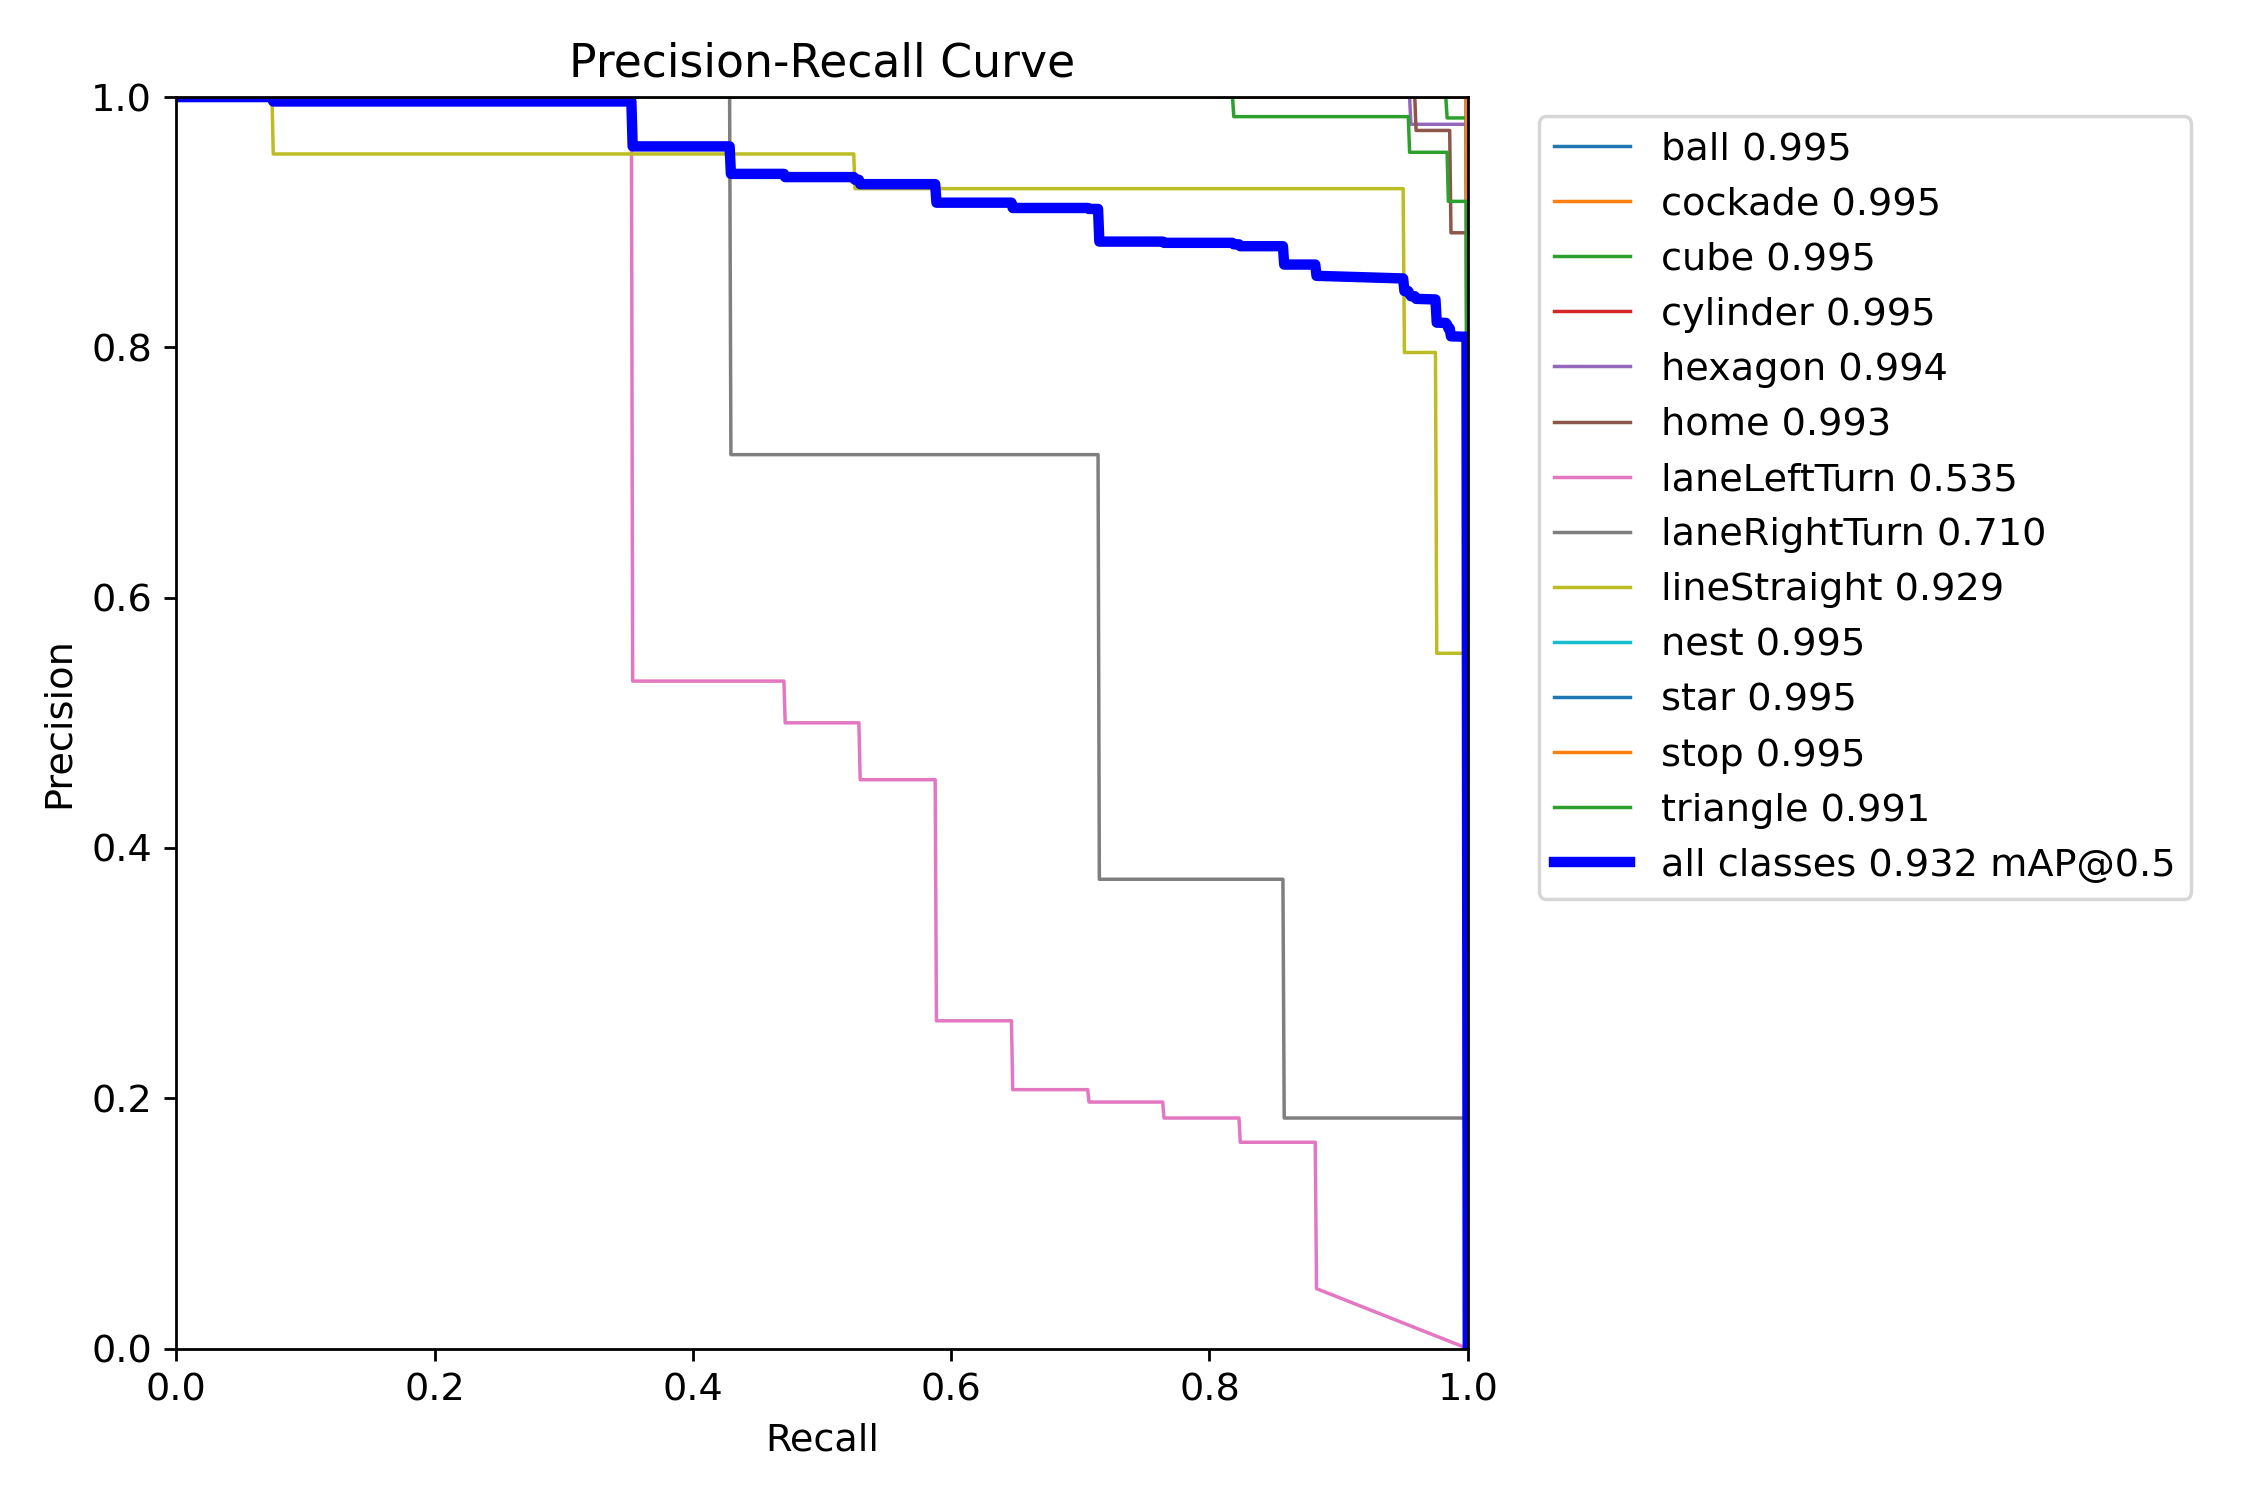 Precision-Recall Curve
1.0
0.8
0.6
0.4
0.2
0.0
Precision
0.0 0.2 0.4 0.6 0.8 1.0
Recall
ball 0.995
cockade 0.995
cube 0.995
cylinder 0.995
hexagon 0.994
home 0.993
laneLeftTurn 0.535
laneRightTurn 0.710
lineStraight 0.929
nest 0.995
star 0.995
stop 0.995
triangle 0.991
all classes 0.932 mAP@0.5